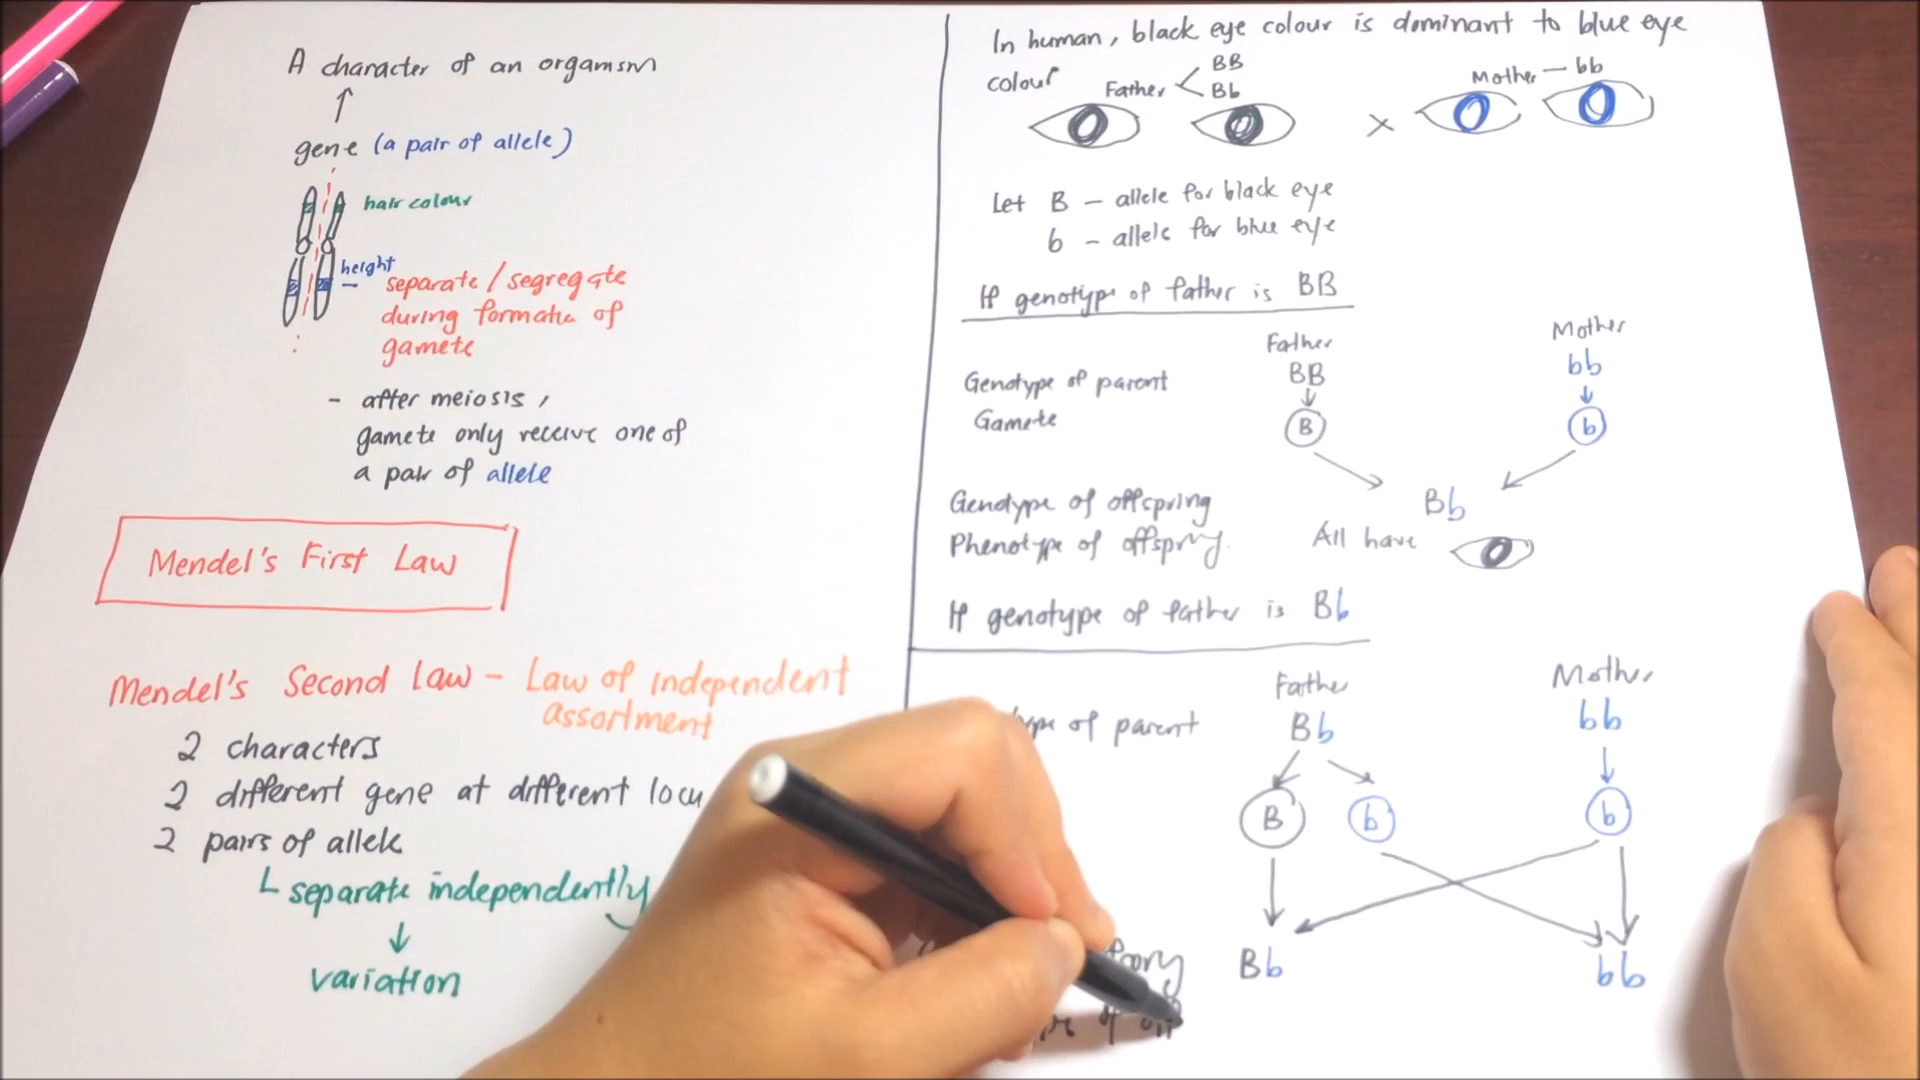 A character of an organism
gene (a pair of allele)
hair colour
height
- separate / segregate
during formatn of
gamete
- after meiosis,
gamete only receive one of
a pair of allele
Mendel's First Law
Mendel's Second Law - Law of independent
assortment
2 characters
2 different gene at different locu
2 pairs of allele
separate independently
variation
In human, black eye colour is dominant to blue eye
colour
Father BB
Bb
x
Mother - bb
Let B - allele for black eye
b - allele for blue eye
If genotype of father is BB
Father Mother
Genotype of parent BB bb
Gamete B b
Genotype of offspring Bb
Phenotype of offspring. All have
If genotype of father is Bb
Father Mother
type of parent Bb bb
B b b
Bb bb
of off